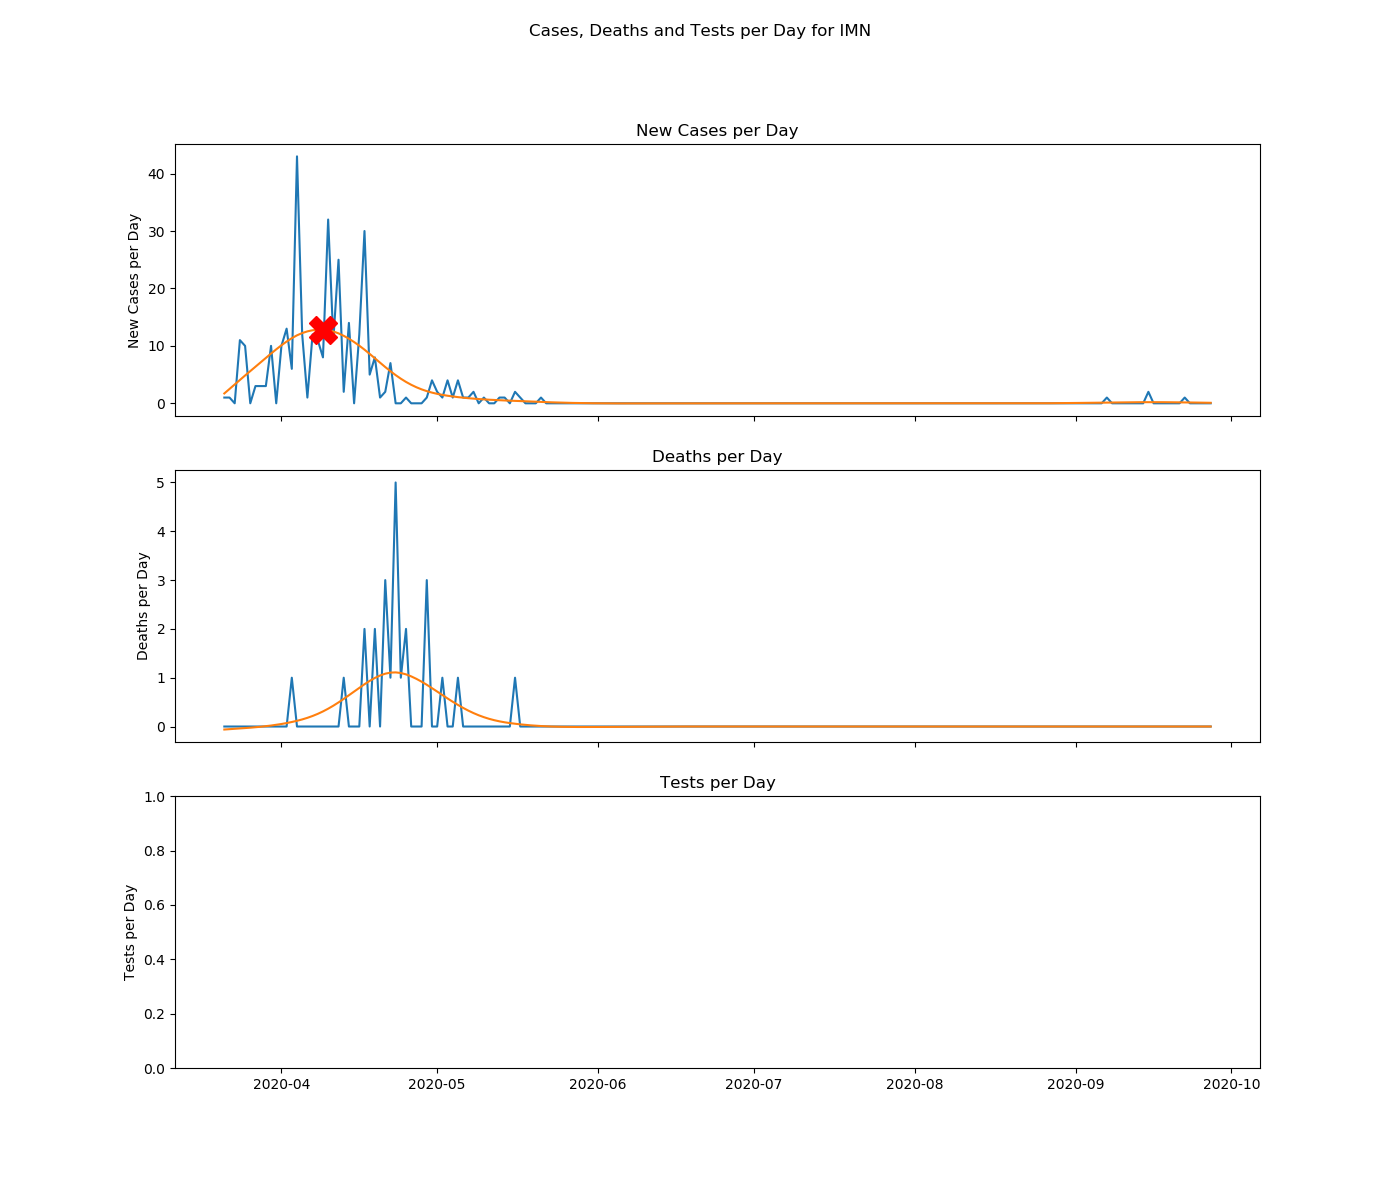 Cases, Deaths and Tests per Day for IMN
New Cases per Day
40
30
20
10
0
New Cases per Day
Deaths per Day
5
4
3
2
1
0
Deaths per Day
Tests per Day
1.0
0.8
0.6
0.4
0.2
0.0
Tests per Day
2020-04 2020-05 2020-06 2020-07 2020-08 2020-09 2020-10